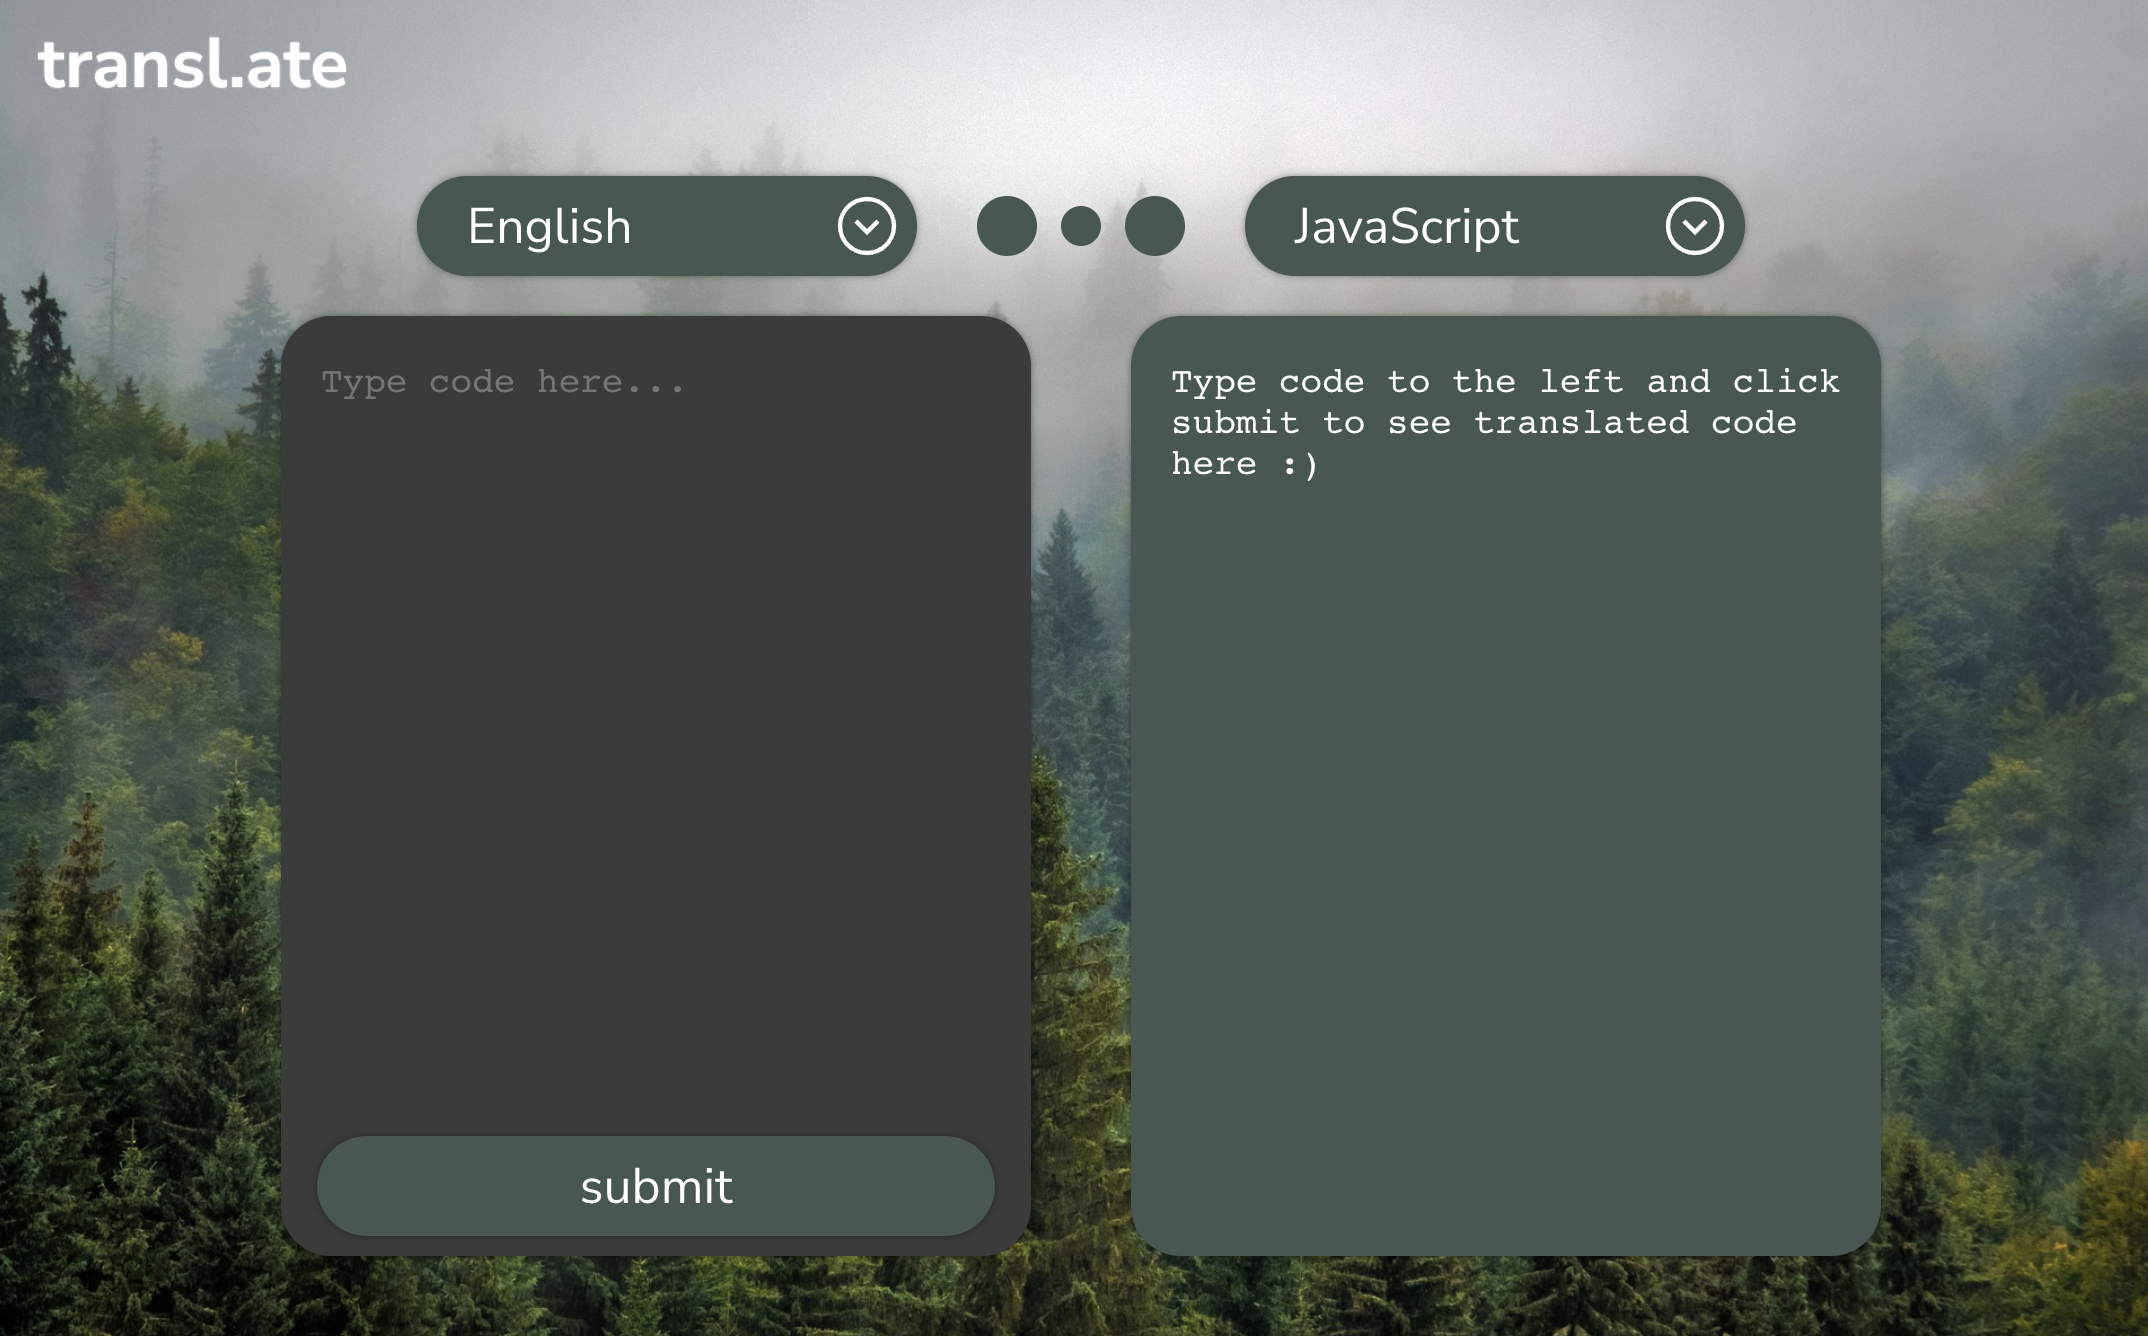 transl.ate
English
JavaScript
Type code here...
Type code to the left and click
submit to see translated code
here :)
submit